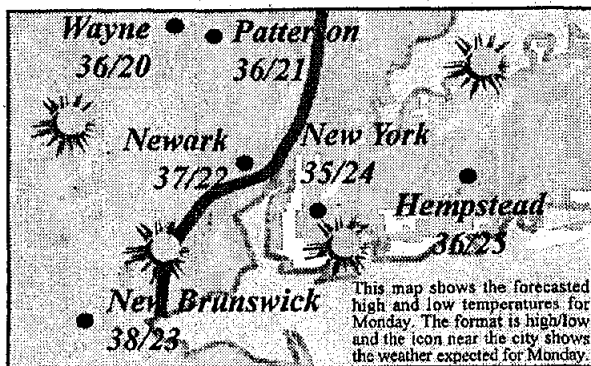 Wayne
36/20
Patterson
36/21
Newark
37/22
New York
35/24
Hempstead
36/25
New Brunswick
38/23
This map shows the forecasted
high and low temperatures for
Monday. The format is high/low
and the icon near the city shows
the weather expected for Monday.